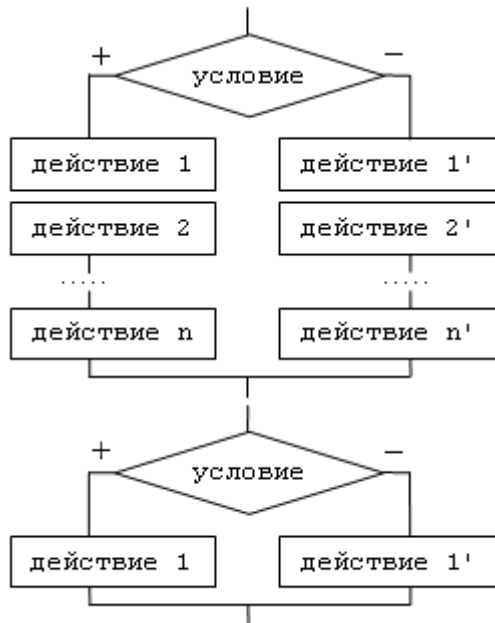 + −
условие
действие 1 действие 1'
действие 2 действие 2'
..... .....
действие n действие n'
+ −
условие
действие 1 действие 1'